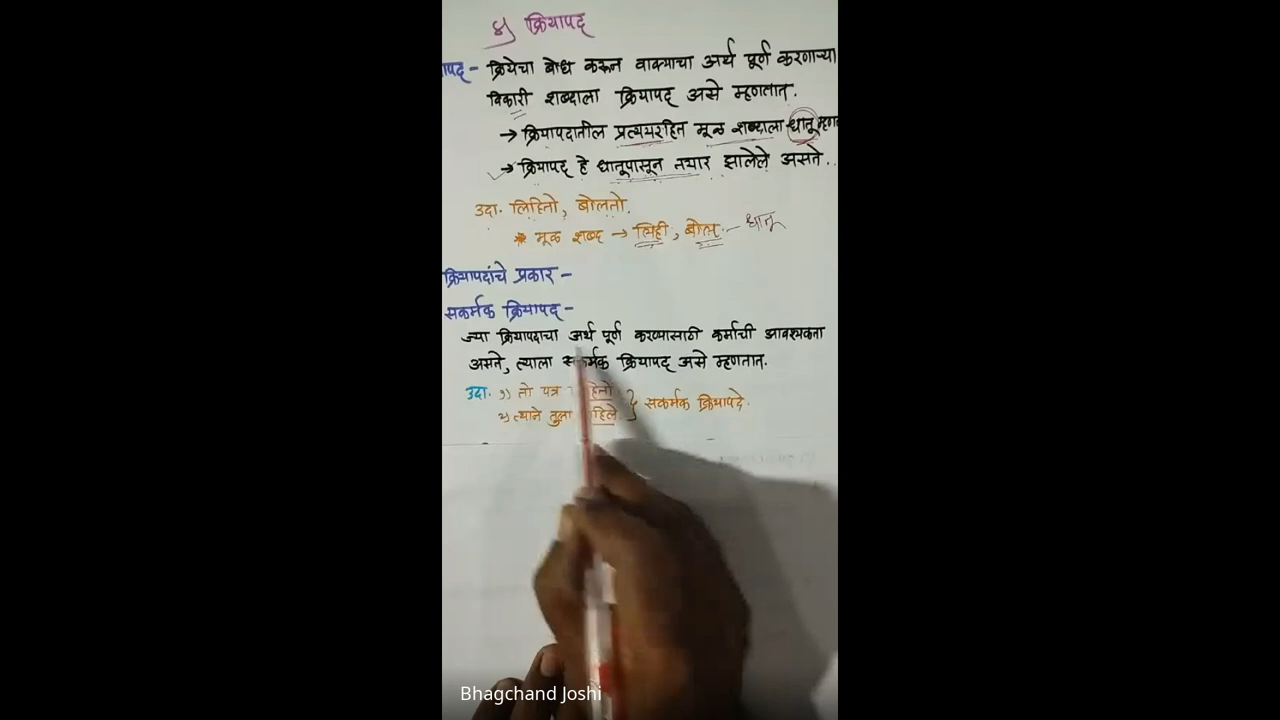 ४) क्रियापद
क्रियेचा बोध करून वाक्याचा अर्थ पूर्ण करणाऱ्या
विकारी शब्दाला क्रियापद असे म्हणतात.
→ क्रियापदातील प्रत्ययरहित मूळ शब्दाला धातू
→ क्रियापद हे धातूपासून तयार झालेले असते.
उदा. लिहितो, बोलतो.
* मूळ शब्द → लिही, बोल - धातू
क्रियापदांचे प्रकार -
सकर्मक क्रियापद -
ज्या क्रियापदाचा अर्थ पूर्ण करण्यासाठी कर्माची आवश्यकता
असते, त्याला सकर्मक क्रियापद असे म्हणतात.
उदा. १) तो पत्र
२) त्याने तुला
} सकर्मक क्रियापदे.
Bhagchand Joshi